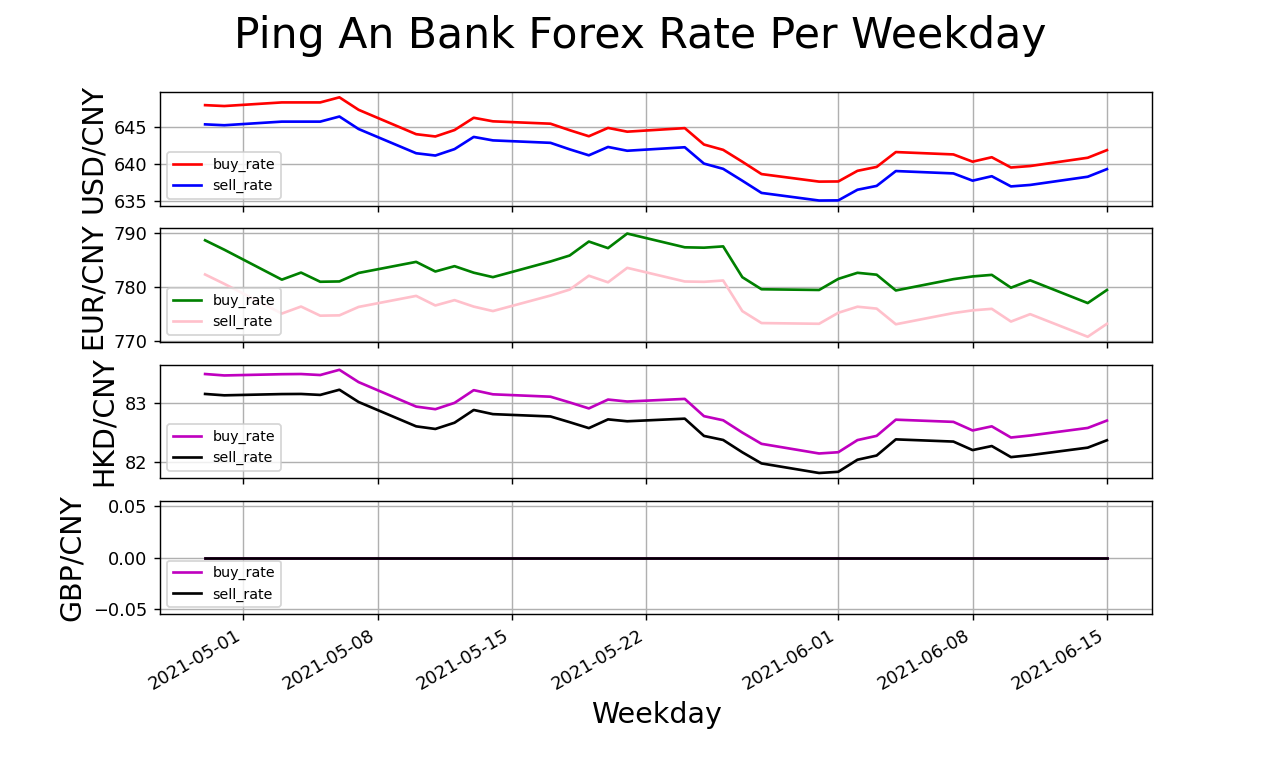 Ping An Bank Forex Rate Per Weekday
USD/CNY
645
640
635
buy_rate
sell_rate
EUR/CNY
790
780
770
buy_rate
sell_rate
HKD/CNY
83
82
buy_rate
sell_rate
GBP/CNY
0.05
0.00
−0.05
buy_rate
sell_rate
2021-05-01
2021-05-08
2021-05-15
2021-05-22
2021-06-01
2021-06-08
2021-06-15
Weekday